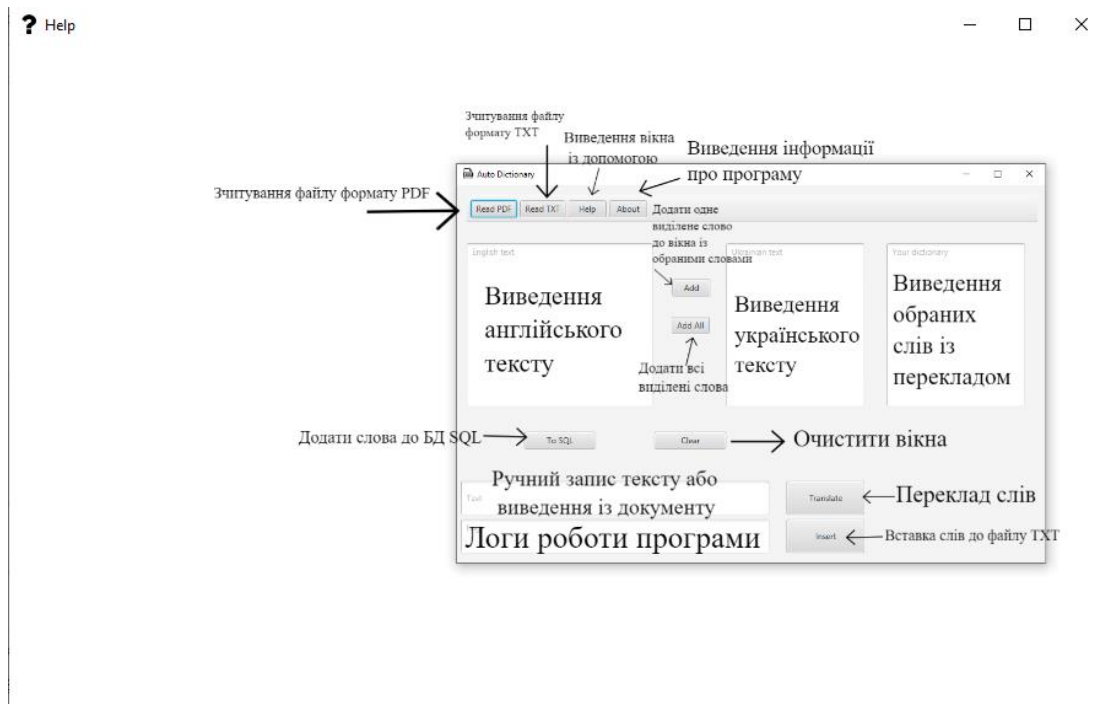 ? Help
Зчитування файлу
формату TXT
Виведення вікна
із допомогою
Виведення інформації
про програму
Auto Dictionary
Зчитування файлу формату PDF
Read PDF
Read TXT
Help
About
Додати одне
виділене слово
до вікна із
обраними словами
English text
Ukrainian text
Your dictionary
Add
Виведення
англійського
тексту
Виведення
українського
тексту
Виведення
обраних
слів із
перекладом
Add All
Додати всі
виділені слова
Додати слова до БД SQL
To SQL
Clear
Очистити вікна
Ручний запис тексту або
виведення із документу
Text
Translate
Переклад слів
Логи роботи програми
Insert
Вставка слів до файлу TXT